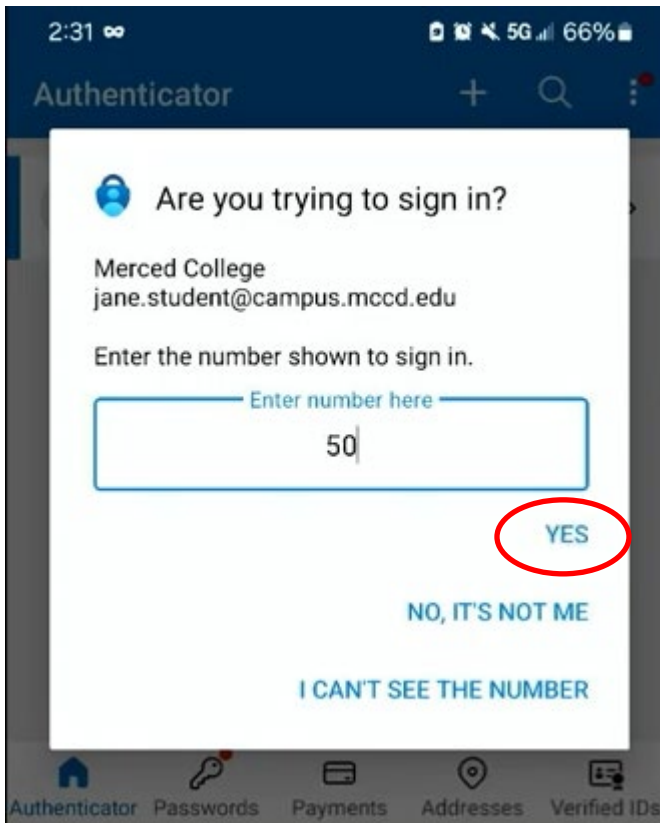 2:31 5G 66%
Authenticator
Are you trying to sign in?
Merced College
jane.student@campus.mccd.edu
Enter the number shown to sign in.
Enter number here
50
YES
NO, IT'S NOT ME
I CAN'T SEE THE NUMBER
Authenticator Passwords Payments Addresses Verified IDs